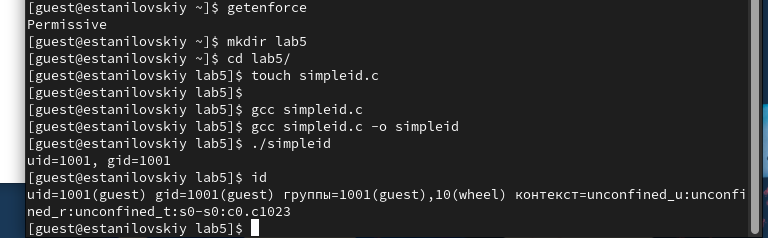 [guest@estanilovskiy ~]$ getenforce
Permissive
[guest@estanilovskiy ~]$ mkdir lab5
[guest@estanilovskiy ~]$ cd lab5/
[guest@estanilovskiy lab5]$ touch simpleid.c
[guest@estanilovskiy lab5]$
[guest@estanilovskiy lab5]$ gcc simpleid.c
[guest@estanilovskiy lab5]$ gcc simpleid.c -o simpleid
[guest@estanilovskiy lab5]$ ./simpleid
uid=1001, gid=1001
[guest@estanilovskiy lab5]$ id
uid=1001(guest) gid=1001(guest) группы=1001(guest),10(wheel) контекст=unconfined_u:unconfi
ned_r:unconfined_t:s0-s0:c0.c1023
[guest@estanilovskiy lab5]$